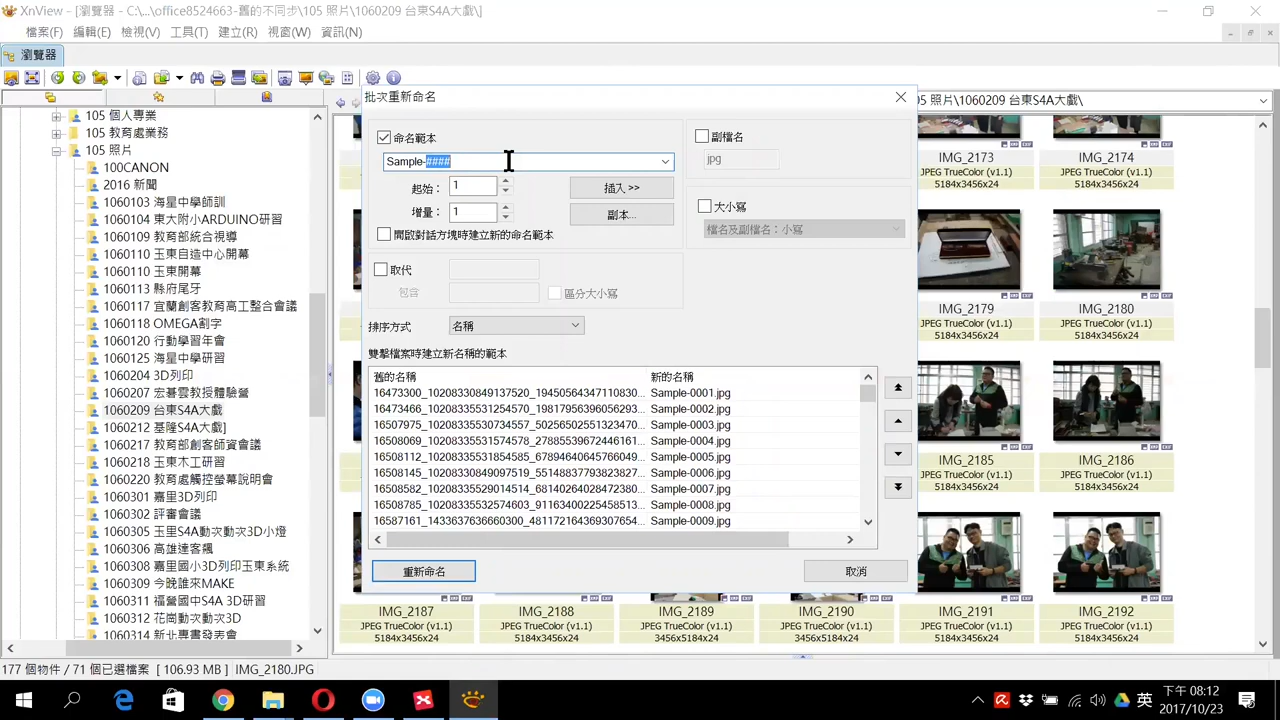 XnView - [瀏覽器 - C:\...\office8524663-舊的不同步\105 照片\1060209 台東S4A大戲\]
檔案(F) 編輯(E) 檢視(V) 工具(T) 建立(R) 視窗(W) 資訊(N)
瀏覽器
105 個人專業
105 教育處業務
105 照片
100CANON
2016 新聞
1060103 海星中學師訓
1060104 東大附小ARDUINO研習
1060109 教育部統合視導
1060110 玉東自造中心開幕
1060110 玉東開幕
1060113 縣府尾牙
1060117 宜蘭創客教育高工整合會議
1060118 OMEGA割字
1060120 行動學習年會
1060125 海星中學研習
1060204 3D列印
1060207 宏碁雲教授體驗營
1060209 台東S4A大戲
1060212 基隆S4A大戲]
1060217 教育部創客師資會議
1060218 玉東木工研習
1060220 教育處觸控螢幕說明會
1060301 嘉里3D列印
1060302 評審會議
1060305 玉里S4A動次動次3D小燈
1060306 高雄達客飆
1060308 嘉里國小3D列印玉東系統
1060309 今晚誰來MAKE
1060311 福營國中S4A 3D研習
1060312 花崗動次動次3D
1060314 新北專書發表會
批次重新命名
命名範本
Sample-####
起始： 1
插入 >>
增量： 1
副本...
開啟對話方塊時建立新的命名範本
副檔名
jpg
大小寫
檔名及副檔名：小寫
取代
包含
區分大小寫
排序方式 名稱
雙擊檔案時建立新名稱的範本
舊的名稱 新的名稱
16473300_10208330849137520_19450564347110830... Sample-0001.jpg
16473466_10208335531254570_19817956396056293... Sample-0002.jpg
16507975_10208335530734557_50256502551323470... Sample-0003.jpg
16508069_10208335531574585_27885539672446161... Sample-0004.jpg
16508112_10208335531854578_67894640645766049... Sample-0005.jpg
16508145_10208330849097519_55148837793823827... Sample-0006.jpg
16508582_10208335529014514_68140264028472380... Sample-0007.jpg
16508785_10208335532574603_91163400225458513... Sample-0008.jpg
16587161_1433637636660300_4811721643693076​54... Sample-0009.jpg
重新命名 取消
照片\1060209 台東S4A大戲\
IMG_2173 IMG_2174
JPEG TrueColor (v1.1) JPEG TrueColor (v1.1)
5184x3456x24 5184x3456x24
IMG_2179 IMG_2180
JPEG TrueColor (v1.1) JPEG TrueColor (v1.1)
5184x3456x24 5184x3456x24
IMG_2185 IMG_2186
JPEG TrueColor (v1.1) JPEG TrueColor (v1.1)
5184x3456x24 5184x3456x24
IMG_2187 IMG_2188 IMG_2189 IMG_2190 IMG_2191 IMG_2192
JPEG TrueColor (v1.1) JPEG TrueColor (v1.1) JPEG TrueColor (v1.1) JPEG TrueColor (v1.1) JPEG TrueColor (v1.1) JPEG TrueColor (v1.1)
5184x3456x24 5184x3456x24 3456x5184x24 3456x5184x24 5184x3456x24 5184x3456x24
177 個物件 / 71 個已選檔案 [ 106.93 MB ] IMG_2180.JPG
英
下午 08:12
2017/10/23